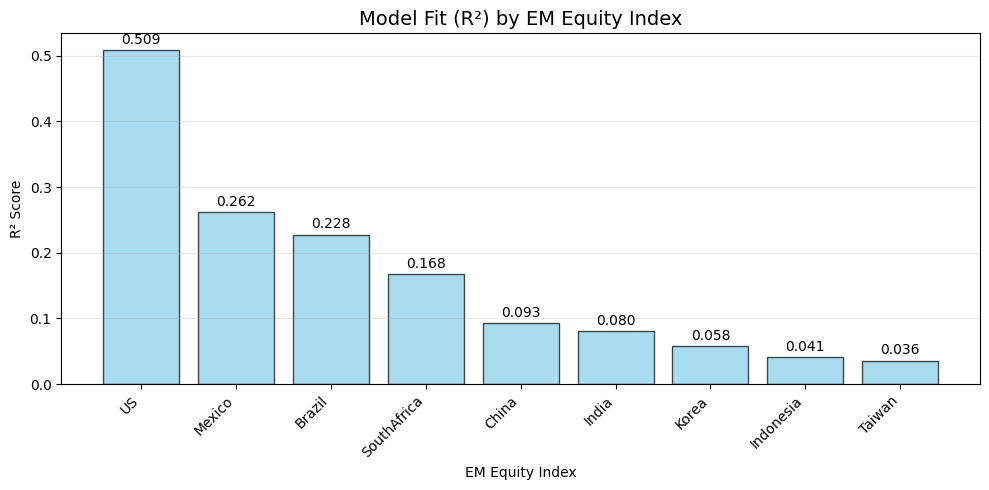 Model Fit (R²) by EM Equity Index
R² Score
0.5
0.4
0.3
0.2
0.1
0.0
0.509
0.262
0.228
0.168
0.093
0.080
0.058
0.041
0.036
US
Mexico
Brazil
SouthAfrica
China
India
Korea
Indonesia
Taiwan
EM Equity Index